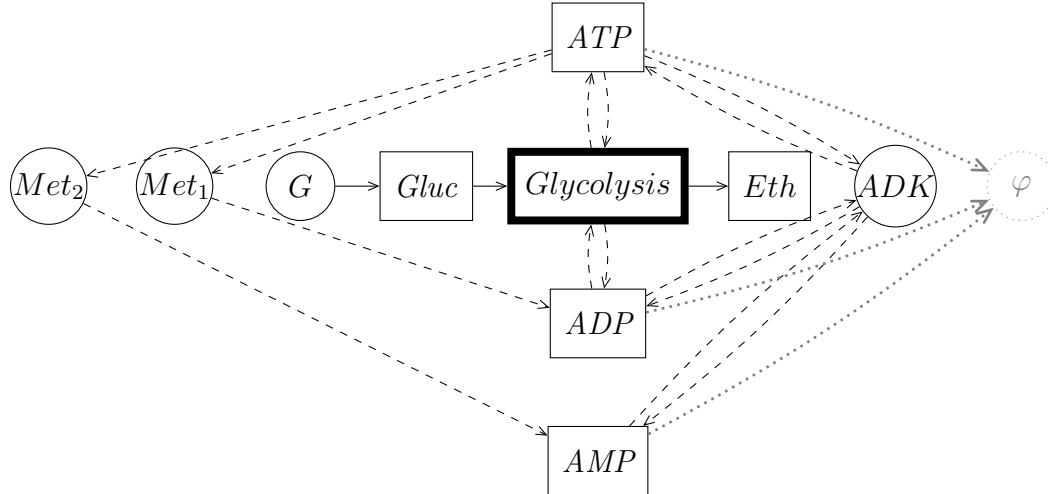 ATP
Met₂
Met₁
G
Gluc
Glycolysis
Eth
ADK
φ
ADP
AMP